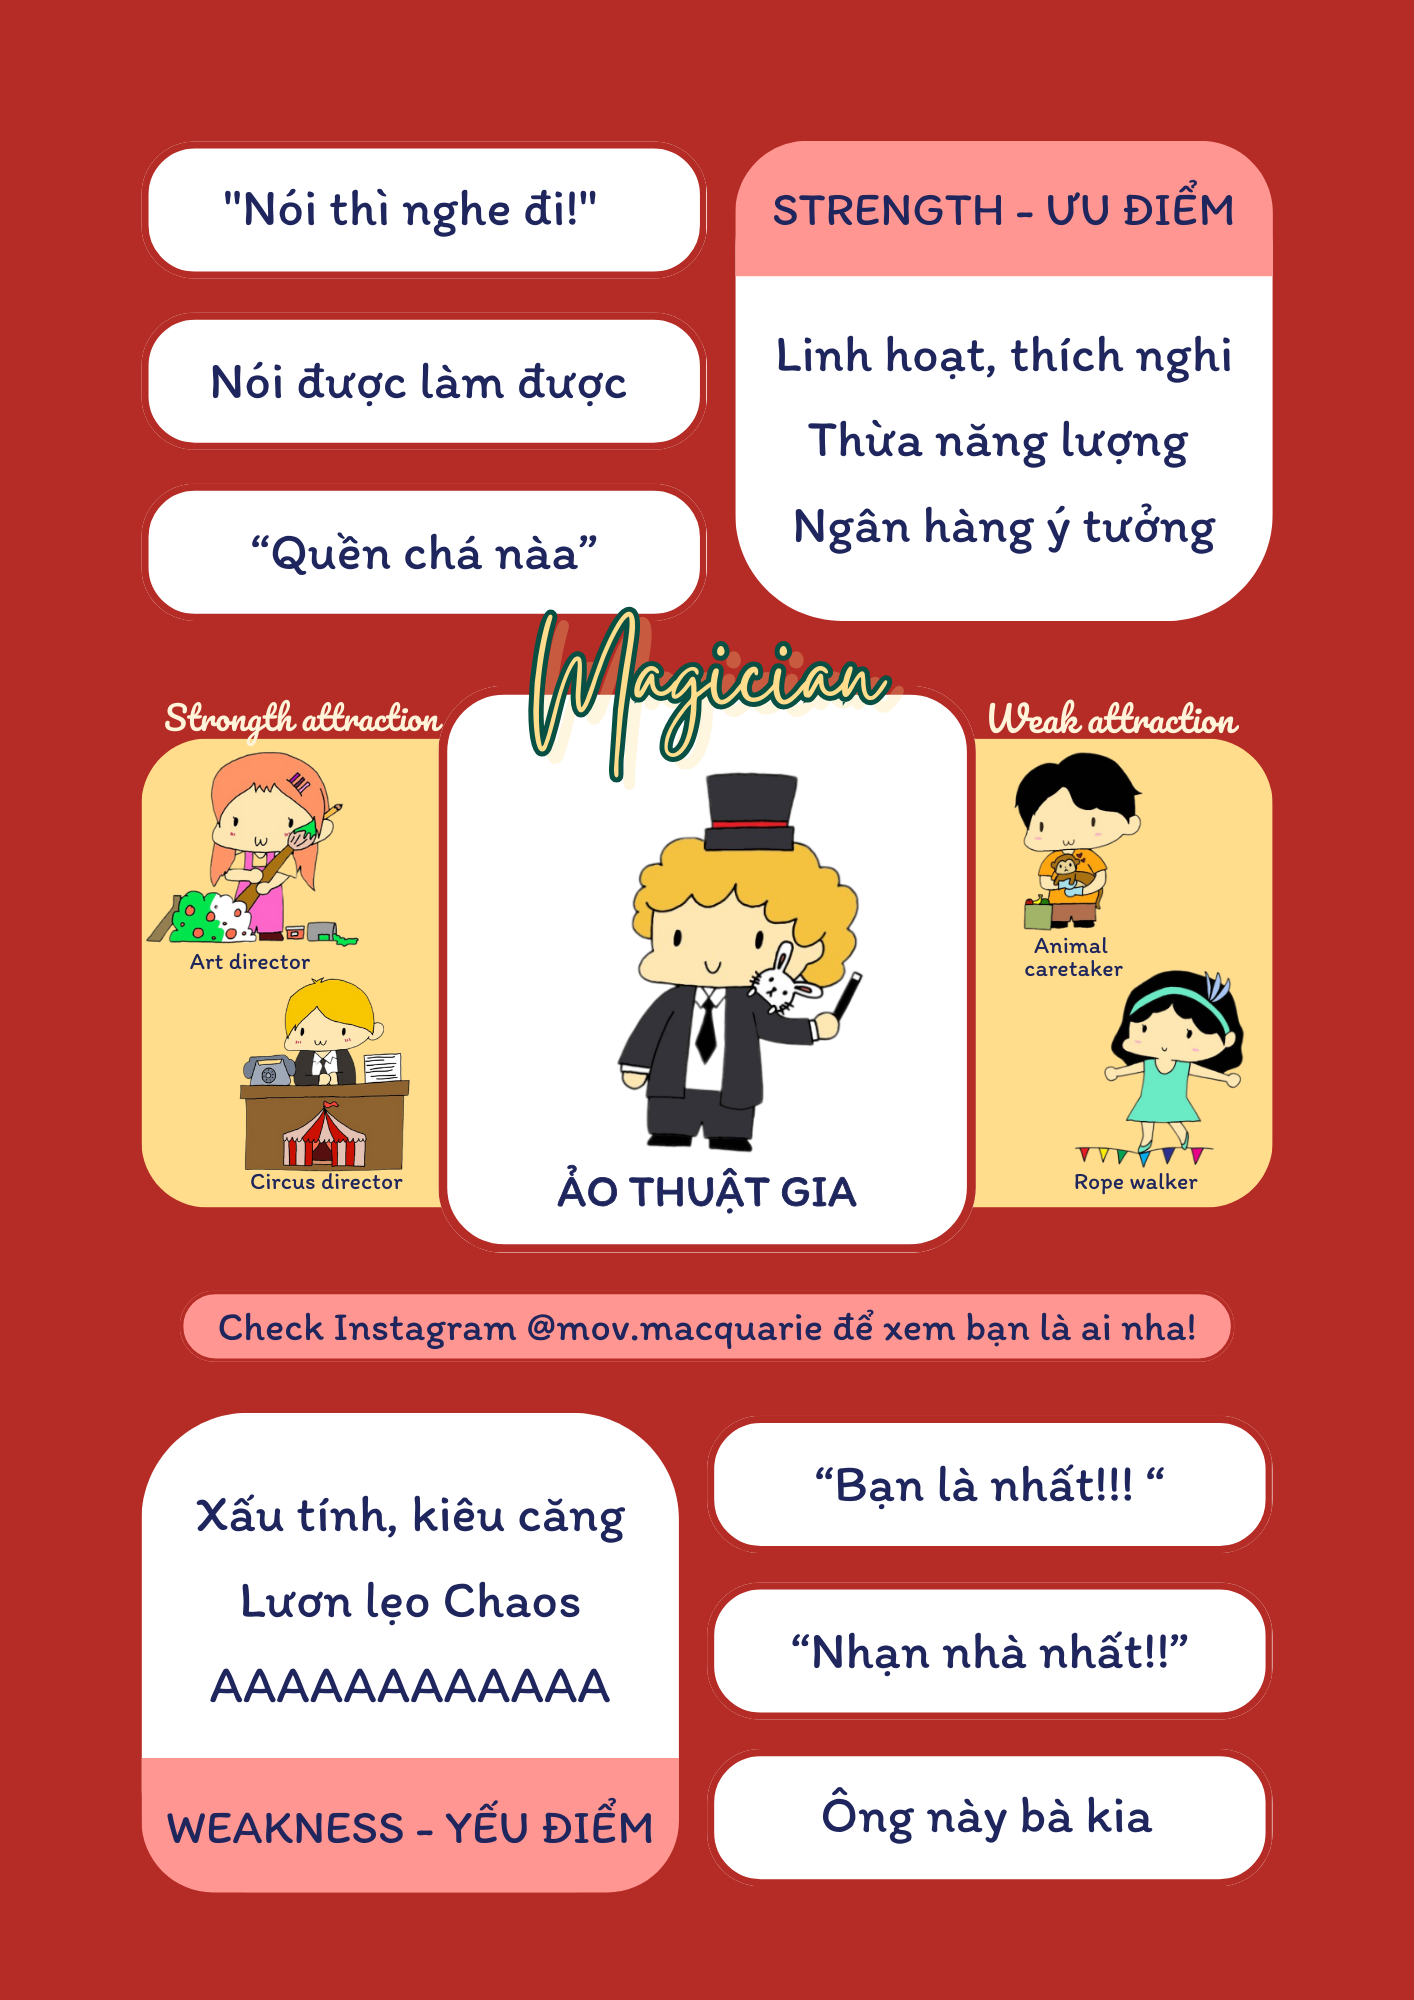 "Nói thì nghe đi!"
Nói được làm được
“Quền chá nàa”
STRENGTH - ƯU ĐIỂM
Linh hoạt, thích nghi
Thừa năng lượng
Ngân hàng ý tưởng
Magician
Strongth attraction
Art director
Circus director
ẢO THUẬT GIA
Weak attraction
Animal
caretaker
Rope walker
Check Instagram @mov.macquarie để xem bạn là ai nha!
Xấu tính, kiêu căng
Lươn lẹo Chaos
AAAAAAAAAAAA
WEAKNESS - YẾU ĐIỂM
“Bạn là nhất!!! “
“Nhạn nhà nhất!!”
Ông này bà kia